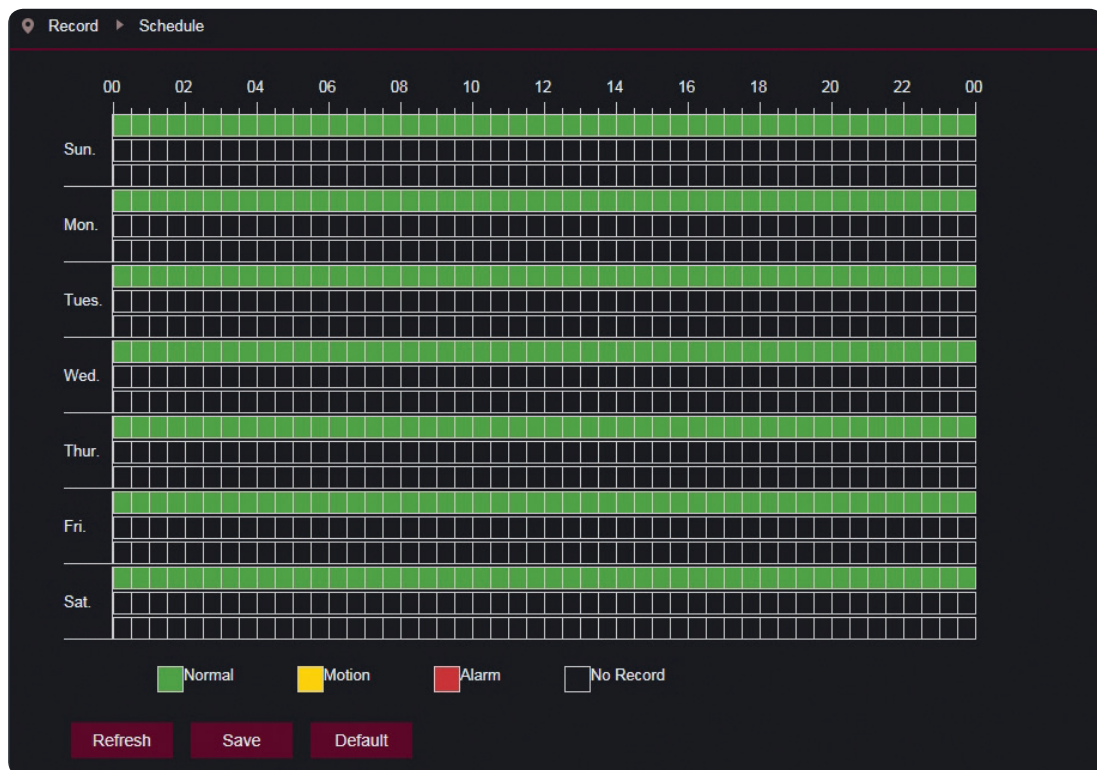 Record Schedule
00 02 04 06 08 10 12 14 16 18 20 22 00
Sun.
Mon.
Tues.
Wed.
Thur.
Fri.
Sat.
Normal Motion Alarm No Record
Refresh Save Default